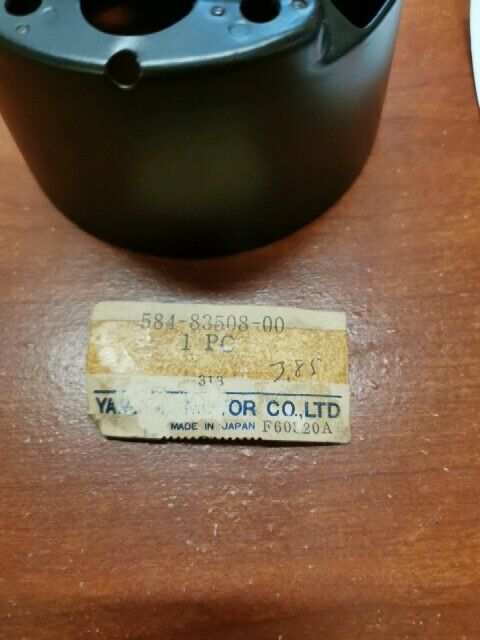 584-83508-00
1 PC
313
3.85
OR CO.,LTD
MADE IN JAPAN